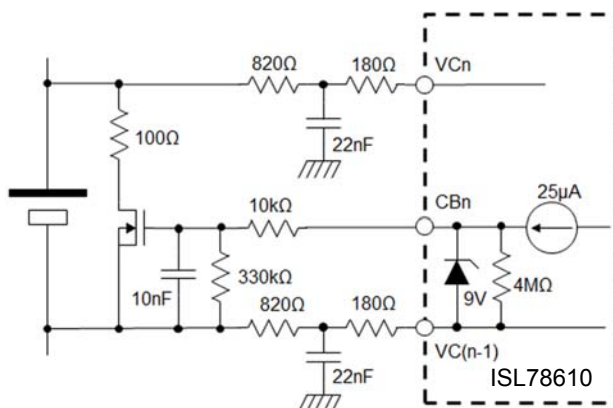 820Ω
180Ω
VCn
100Ω
22nF
25µA
CBn
10kΩ
330kΩ
10nF
4MΩ
9V
820Ω
180Ω
VC(n-1)
22nF
ISL78610